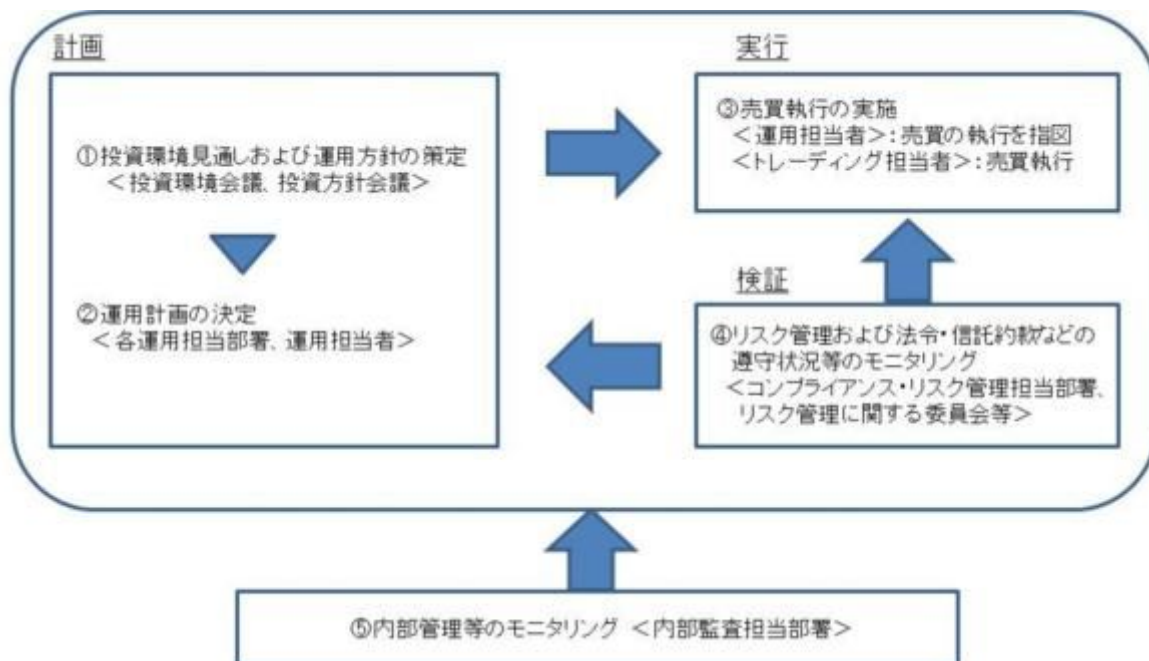 計画
①投資環境見通しおよび運用方針の策定
＜投資環境会議、投資方針会議＞
②運用計画の決定
＜各運用担当部署、運用担当者＞
実行
③売買執行の実施
＜運用担当者＞：売買の執行を指図
＜トレーディング担当者＞：売買執行
検証
④リスク管理および法令・信託約款などの
遵守状況等のモニタリング
＜コンプライアンス・リスク管理担当部署、
リスク管理に関する委員会等＞
⑤内部管理等のモニタリング ＜内部監査担当部署＞